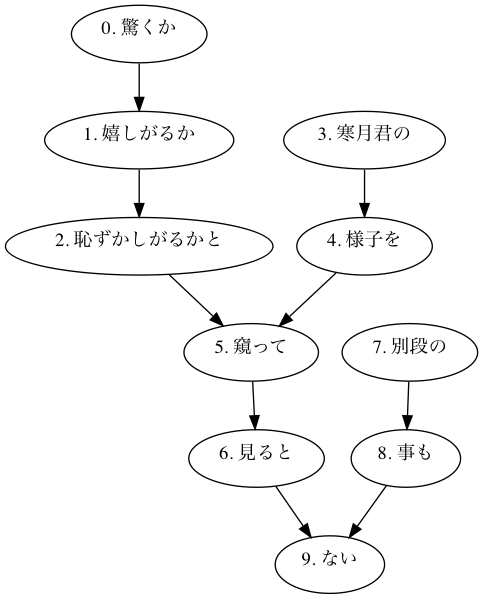 0. 驚くか
1. 嬉しがるか
3. 寒月君の
2. 恥ずかしがるかと
4. 様子を
5. 窺って
7. 別段の
6. 見ると
8. 事も
9. ない